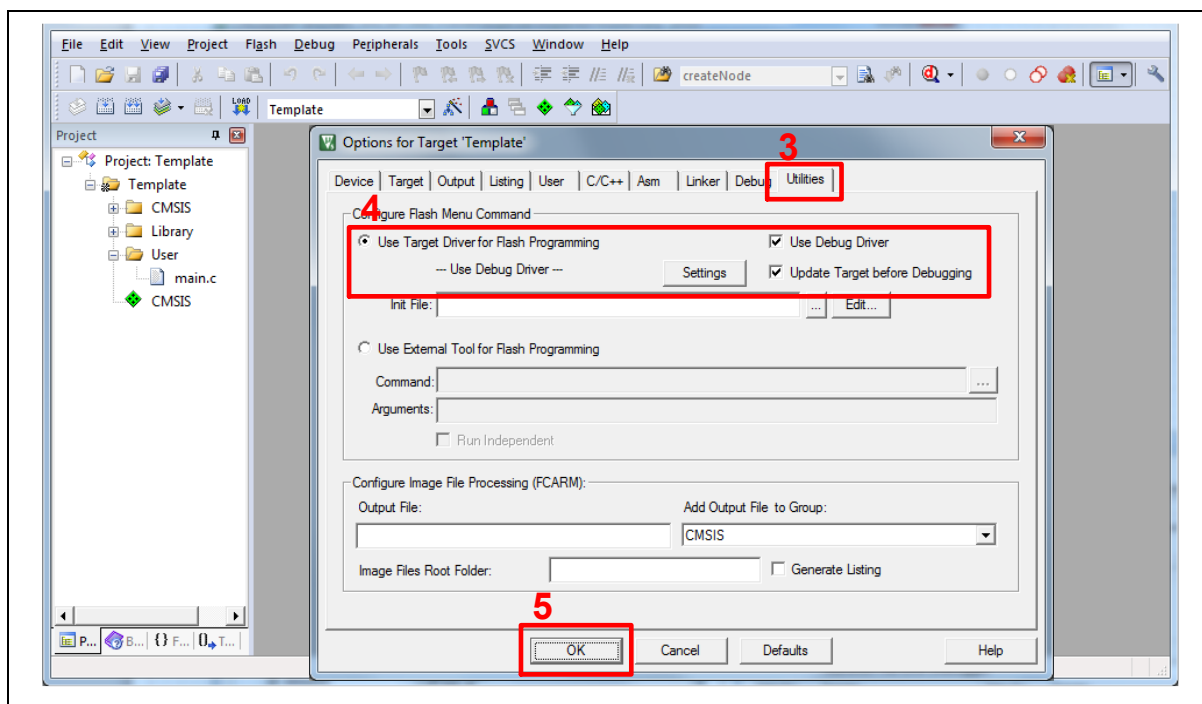 File Edit View Project Flash Debug Peripherals Tools SVCS Window Help
createNode
LOAD Template
Project
Project: Template
Template
CMSIS
Library
User
main.c
CMSIS
P... B... {} F... 0 T...
Options for Target 'Template'
3
Device Target Output Listing User C/C++ Asm Linker Debug Utilities
4
Configure Flash Menu Command
Use Target Driver for Flash Programming Use Debug Driver
--- Use Debug Driver --- Settings Update Target before Debugging
Init File: ... Edit...
Use External Tool for Flash Programming
Command: ...
Arguments:
Run Independent
Configure Image File Processing (FCARM):
Output File: Add Output File to Group:
CMSIS
Image Files Root Folder: Generate Listing
5
OK Cancel Defaults Help